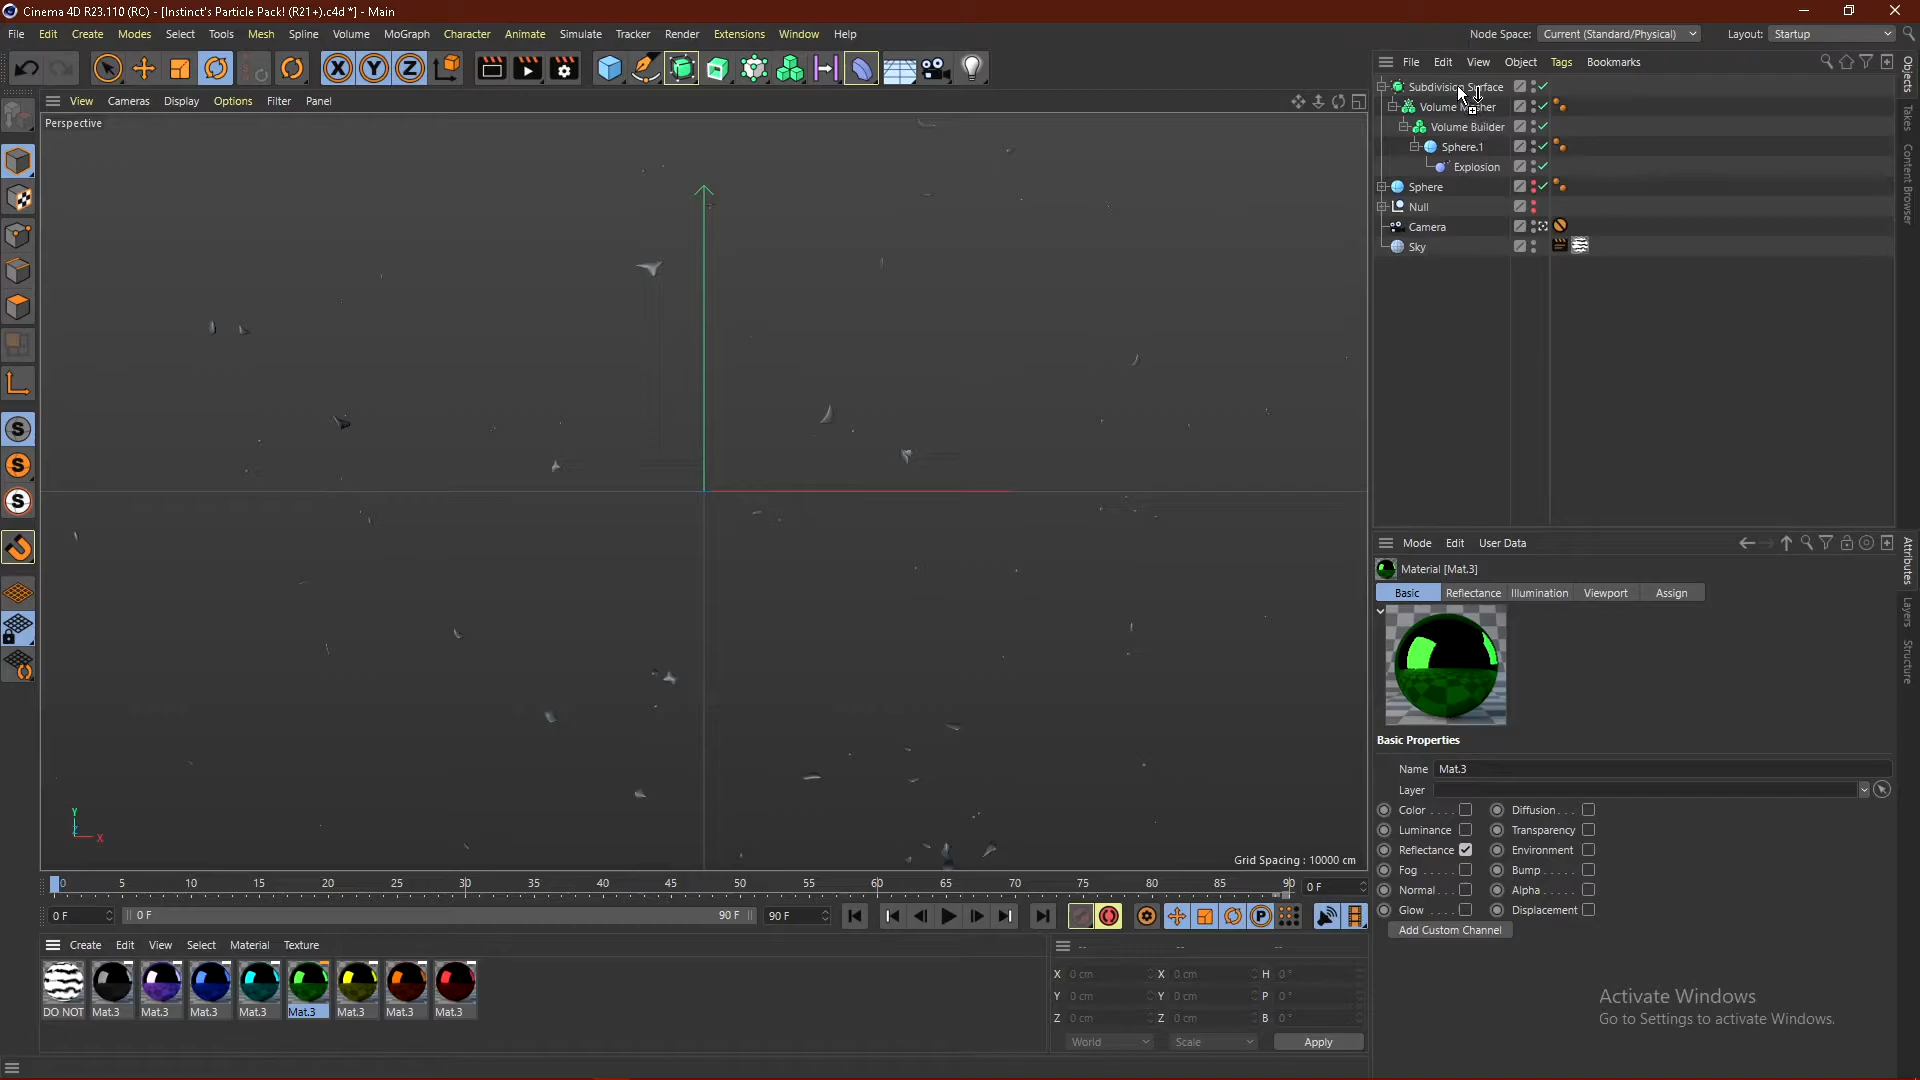 Cinema 4D R23.110 (RC) - [Instinct's Particle Pack! (R21+).c4d *] - Main
File Edit Create Modes Select Tools Mesh Spline Volume MoGraph Character Animate Simulate Tracker Render Extensions Window Help Node Space: Current (Standard/Physical) Layout: Startup
X Y Z
File Edit View Object Tags Bookmarks
View Cameras Display Options Filter Panel
Perspective
Subdivision Surface
Volume Mesher
Volume Builder
Sphere.1
Explosion
Sphere
Null
Camera
Sky
Objects
Takes
Content Browser
S
S
S
Mode Edit User Data
Material [Mat.3]
Basic Reflectance Illumination Viewport Assign
Basic Properties
Name Mat.3
Layer
Color . . . . Diffusion . . .
Luminance Transparency
Reflectance Environment
Fog . . . . . Bump . . . . .
Normal . . . Alpha . . . . .
Glow . . . . Displacement
Add Custom Channel
Attributes
Layers
Structure
Y
Z X
Grid Spacing : 10000 cm
0 5 10 15 20 25 30 35 40 45 50 55 60 65 70 75 80 85 90 0 F
0 F 0 F 90 F 90 F
P
Create Edit View Select Material Texture
DO NOT Mat.3 Mat.3 Mat.3 Mat.3 Mat.3 Mat.3 Mat.3 Mat.3
-- -- --
X 0 cm X 0 cm H 0 °
Y 0 cm Y 0 cm P 0 °
Z 0 cm Z 0 cm B 0 °
World Scale Apply
Activate Windows
Go to Settings to activate Windows.